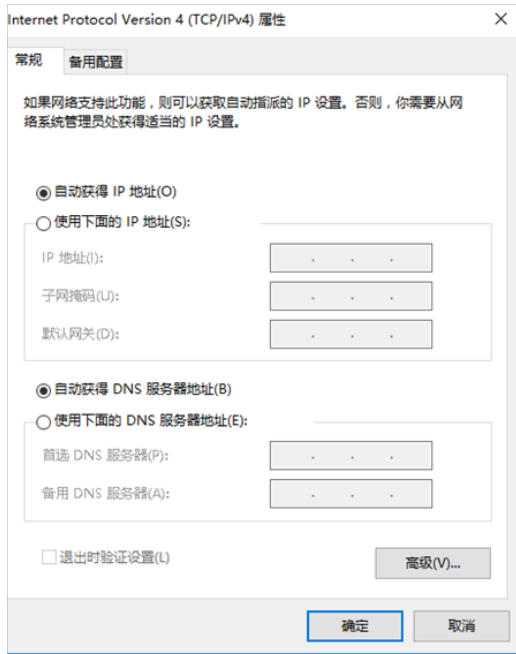 Internet Protocol Version 4 (TCP/IPv4) 属性
常规 备用配置
如果网络支持此功能，则可以获取自动指派的 IP 设置。否则，你需要从网
络系统管理员处获得适当的 IP 设置。
自动获得 IP 地址(O)
使用下面的 IP 地址(S):
IP 地址(I):
子网掩码(U):
默认网关(D):
自动获得 DNS 服务器地址(B)
使用下面的 DNS 服务器地址(E):
首选 DNS 服务器(P):
备用 DNS 服务器(A):
退出时验证设置(L)
高级(V)...
确定 取消